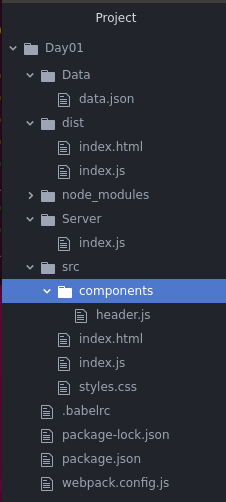 Project
Day01
Data
data.json
dist
index.html
index.js
node_modules
Server
index.js
src
components
header.js
index.html
index.js
styles.css
.babelrc
package-lock.json
package.json
webpack.config.js